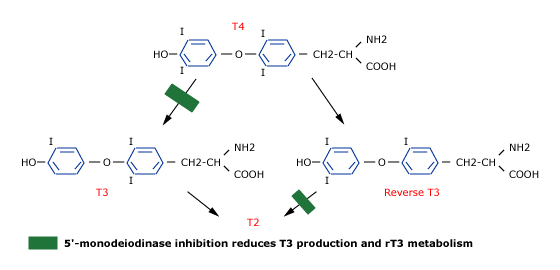 T4
I I
HO O CH2-CH NH2
COOH
I I
I I I I
HO O CH2-CH NH2 HO O CH2-CH NH2
COOH COOH
I I
T3 Reverse T3
T2
5'-monodeiodinase inhibition reduces T3 production and rT3 metabolism